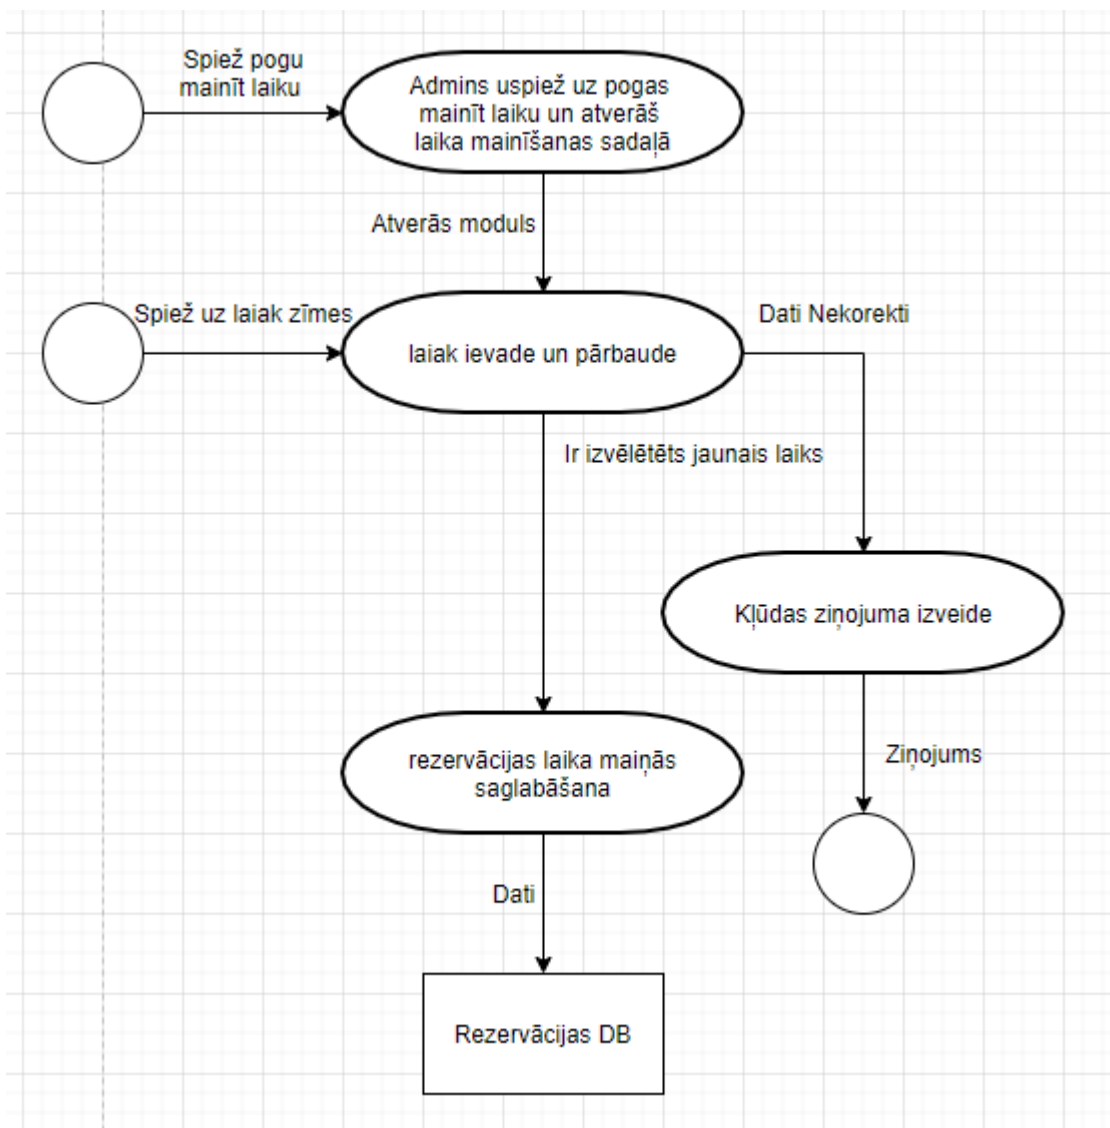 Spiež pogu
mainīt laiku
Admins uspiež uz pogas
mainīt laiku un atverāš
laika mainīšanas sadaļā
Atverās moduls
Spiež uz laiak zīmes
laiak ievade un pārbaude
Dati Nekorekti
Ir izvēlētēts jaunais laiks
Kļūdas ziņojuma izveide
rezervācijas laika maiņās
saglabāšana
Ziņojums
Dati
Rezervācijas DB